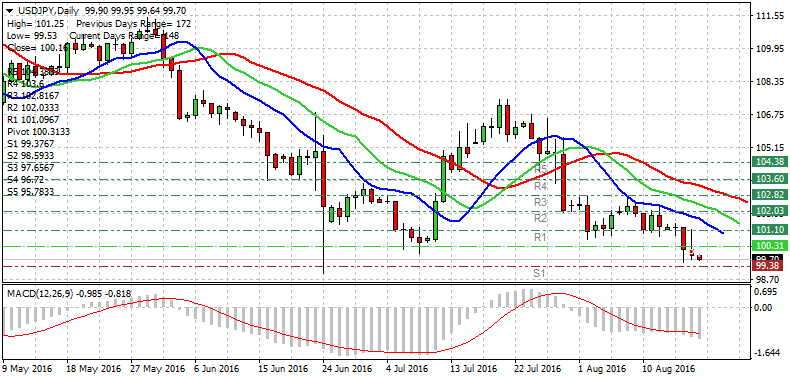 USDJPY,Daily 99.90 99.95 99.64 99.70
High= 101.25 Previous Days Range= 172
Low= 99.53 Current Days Range= 148
Close= 100.16
R4 103.6
R3 102.8167
R2 102.0333
R1 101.0967
Pivot 100.3133
S1 99.3767
S2 98.5933
S3 97.6567
S4 96.72
S5 95.7833
R5
R4
R3
R2
R1
S1
111.55
109.95
108.35
106.75
105.15
104.38
103.60
102.82
102.03
101.10
100.31
99.70
99.38
98.70
MACD(12,26,9) -0.985 -0.818
0.695
0.00
-1.644
9 May 2016
18 May 2016
27 May 2016
6 Jun 2016
15 Jun 2016
24 Jun 2016
4 Jul 2016
13 Jul 2016
22 Jul 2016
1 Aug 2016
10 Aug 2016